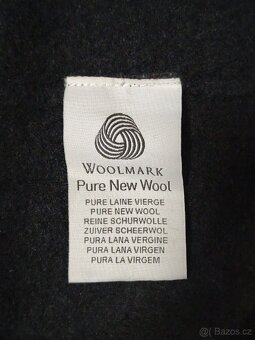 WOOLMARK
Pure New Wool
PURE LAINE VIERGE
PURE NEW WOOL
REINE SCHURWOLLE
ZUIVER SCHEERWOL
PURA LANA VERGINE
PURA LANA VIRGEN
PURA LA VIRGEM
© Bazos.cz